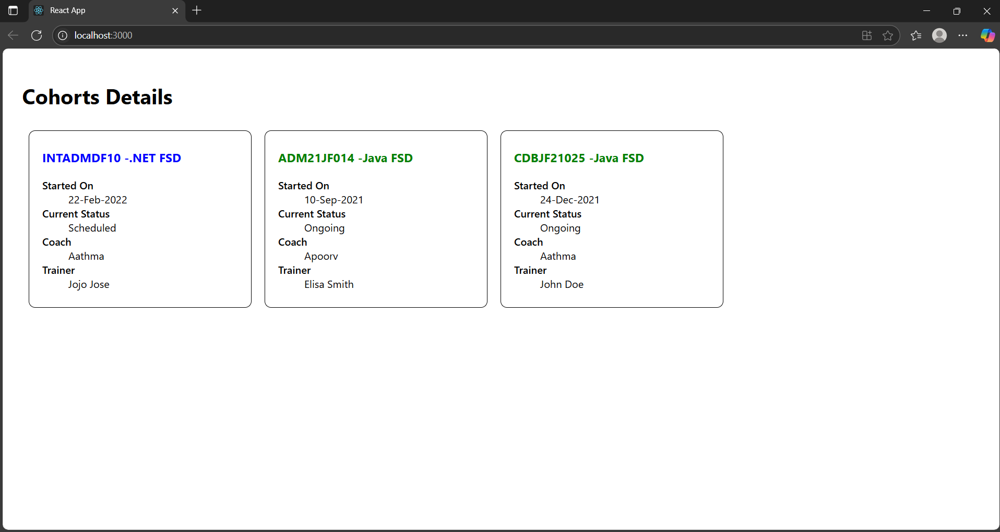 React App
localhost:3000
Cohorts Details
INTADMDF10 -.NET FSD
Started On
22-Feb-2022
Current Status
Scheduled
Coach
Aathma
Trainer
Jojo Jose
ADM21JF014 -Java FSD
Started On
10-Sep-2021
Current Status
Ongoing
Coach
Apoorv
Trainer
Elisa Smith
CDBJF21025 -Java FSD
Started On
24-Dec-2021
Current Status
Ongoing
Coach
Aathma
Trainer
John Doe